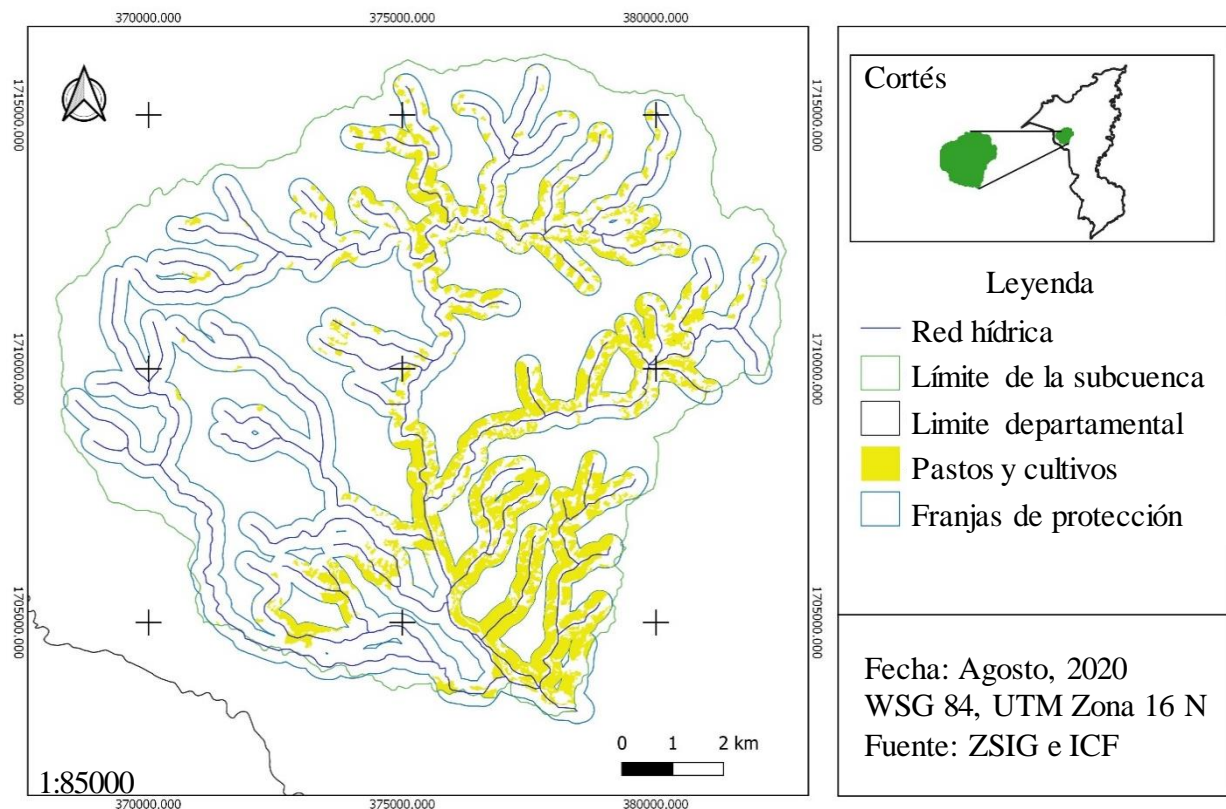 370000.000
375000.000
380000.000
1715000.000
1715000.000
1710000.000
1710000.000
1705000.000
1705000.000
0 1 2 km
1:85000
370000.000
375000.000
380000.000
Cortés
Leyenda
Red hídrica
Límite de la subcuenca
Limite departamental
Pastos y cultivos
Franjas de protección
Fecha: Agosto, 2020
WSG 84, UTM Zona 16 N
Fuente: ZSIG e ICF